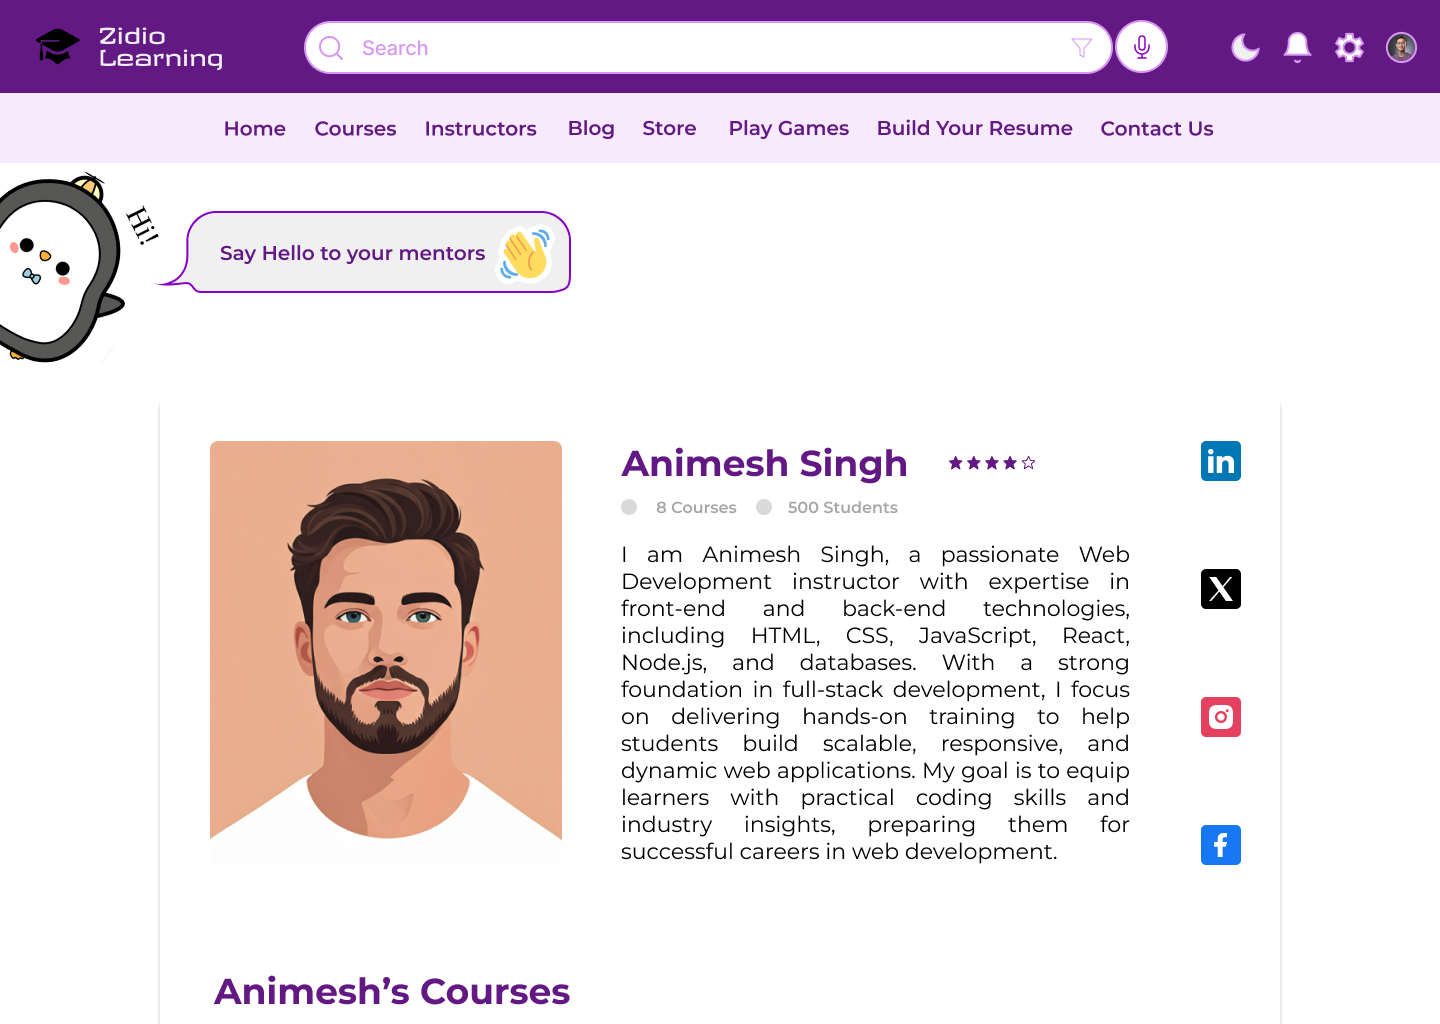 Zidio
Learning
Search
Home Courses Instructors Blog Store Play Games Build Your Resume Contact Us
Hi!
Say Hello to your mentors
Animesh Singh
8 Courses 500 Students
I am Animesh Singh, a passionate Web
Development instructor with expertise in
front-end and back-end technologies,
including HTML, CSS, JavaScript, React,
Node.js, and databases. With a strong
foundation in full-stack development, I focus
on delivering hands-on training to help
students build scalable, responsive, and
dynamic web applications. My goal is to equip
learners with practical coding skills and
industry insights, preparing them for
successful careers in web development.
in
X
f
Animesh’s Courses